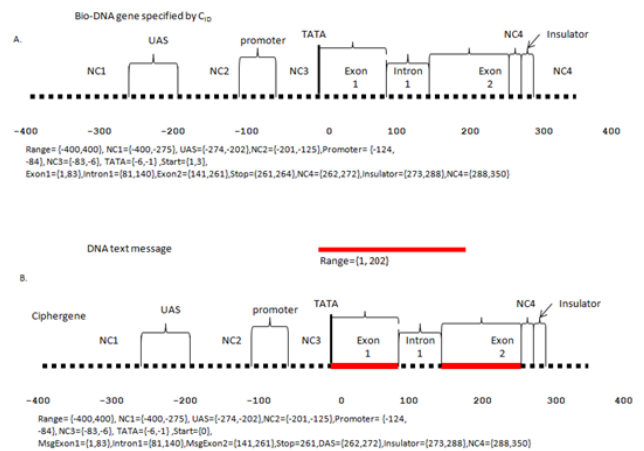 Bio-DNA gene specified by C_ID
A.
TATA
UAS
promoter
NC4
Insulator
NC1
NC2
NC3
Exon 1
Intron 1
Exon 2
NC4
-400 -300 -200 -100 0 100 200 300 400
Range= {-400,400}, NC1={-400,-275}, UAS={-274,-202},NC2={-201,-125},Promoter= {-124,
-84}, NC3={-83,-6}, TATA={-6,-1} ,Start={1,3},
Exon1={1,83},Intron1={81,140},Exon2={141,261},Stop={261,264},NC4={262,272},Insulator={273,288},NC4={288,350}
DNA text message
Range={1, 202}
B.
Ciphergene
UAS
promoter
TATA
NC4
Insulator
NC1
NC2
NC3
Exon 1
Intron 1
Exon 2
-400 -300 -200 -100 0 100 200 300 400
Range= {-400,400}, NC1={-400,-275}, UAS={-274,-202},NC2={-201,-125},Promoter= {-124,
-84}, NC3={-83,-6}, TATA={-6,-1} ,Start={0},
MsgExon1={1,83},Intron1={81,140},MsgExon2={141,261},Stop=261,DAS={262,272},Insulator={273,288},NC4={288,350}